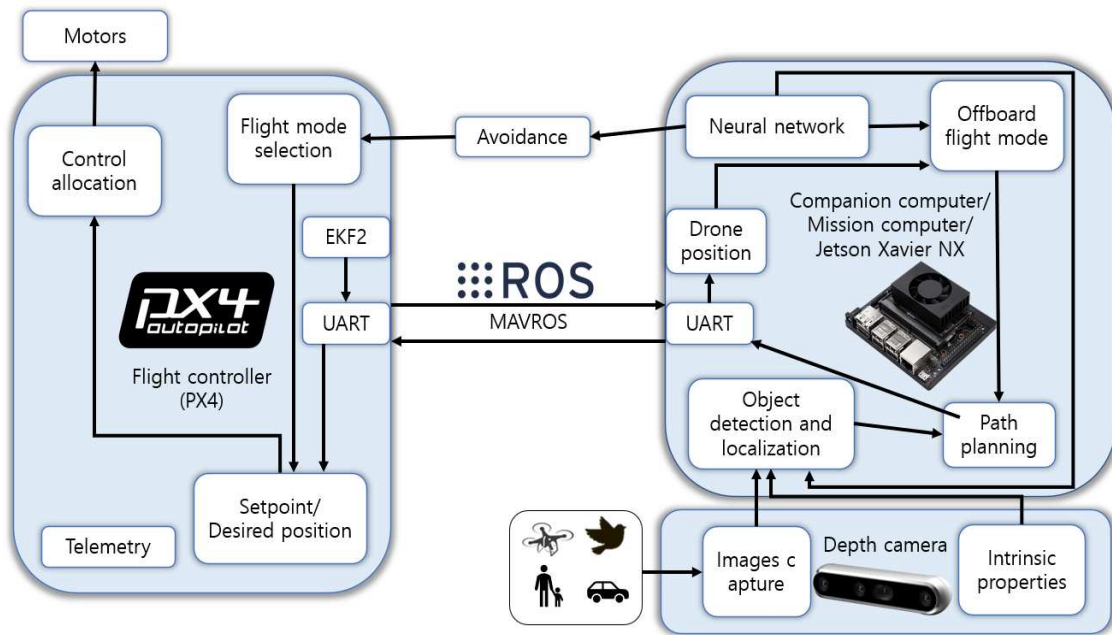 Motors
Flight mode
selection
Control
allocation
EKF2
UART
PX4
autopilot
Flight controller
(PX4)
Setpoint/
Desired position
Telemetry
Avoidance
ROS
MAVROS
Neural network
Offboard
flight mode
Companion computer/
Mission computer/
Jetson Xavier NX
Drone
position
UART
Object
detection and
localization
Path
planning
Images c
apture
Depth camera
Intrinsic
properties